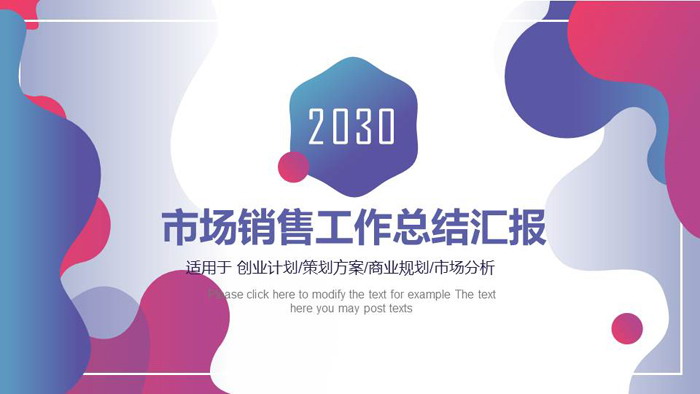 2030
市场销售工作总结汇报
适用于 创业计划/策划方案/商业规划/市场分析
Please click here to modify the text for example The text
here you may post texts